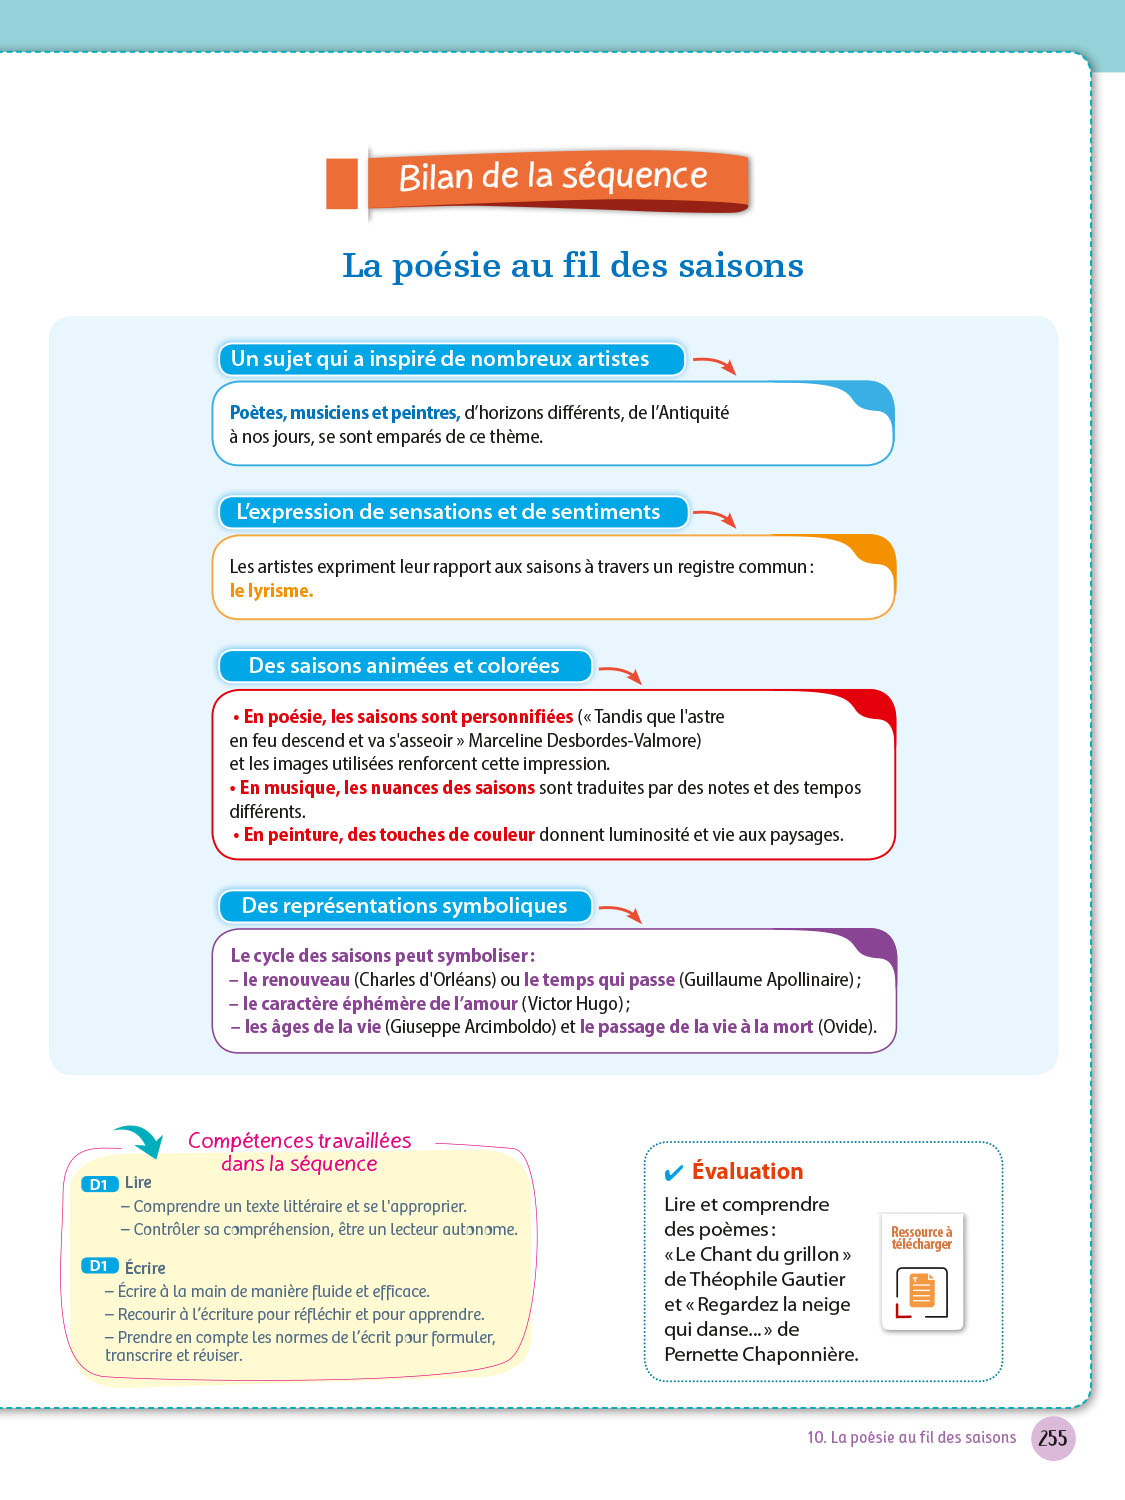 Bilan de la séquence
La poésie au fil des saisons
Un sujet qui a inspiré de nombreux artistes
Poètes, musiciens et peintres, d’horizons différents, de l’Antiquité
à nos jours, se sont emparés de ce thème.
L’expression de sensations et de sentiments
Les artistes expriment leur rapport aux saisons à travers un registre commun :
le lyrisme.
Des saisons animées et colorées
• En poésie, les saisons sont personnifiées (« Tandis que l'astre
en feu descend et va s'asseoir » Marceline Desbordes-Valmore)
et les images utilisées renforcent cette impression.
• En musique, les nuances des saisons sont traduites par des notes et des tempos
différents.
• En peinture, des touches de couleur donnent luminosité et vie aux paysages.
Des représentations symboliques
Le cycle des saisons peut symboliser :
– le renouveau (Charles d'Orléans) ou le temps qui passe (Guillaume Apollinaire) ;
– le caractère éphémère de l’amour (Victor Hugo) ;
– les âges de la vie (Giuseppe Arcimboldo) et le passage de la vie à la mort (Ovide).
Compétences travaillées
dans la séquence
D1 Lire
– Comprendre un texte littéraire et se l'approprier.
– Contrôler sa compréhension, être un lecteur autonome.
D1 Écrire
– Écrire à la main de manière fluide et efficace.
– Recourir à l’écriture pour réfléchir et pour apprendre.
– Prendre en compte les normes de l’écrit pour formuler,
transcrire et réviser.
✔ Évaluation
Lire et comprendre
des poèmes :
« Le Chant du grillon »
de Théophile Gautier
et « Regardez la neige
qui danse... » de
Pernette Chaponnière.
Ressource à
télécharger
10. La poésie au fil des saisons 255